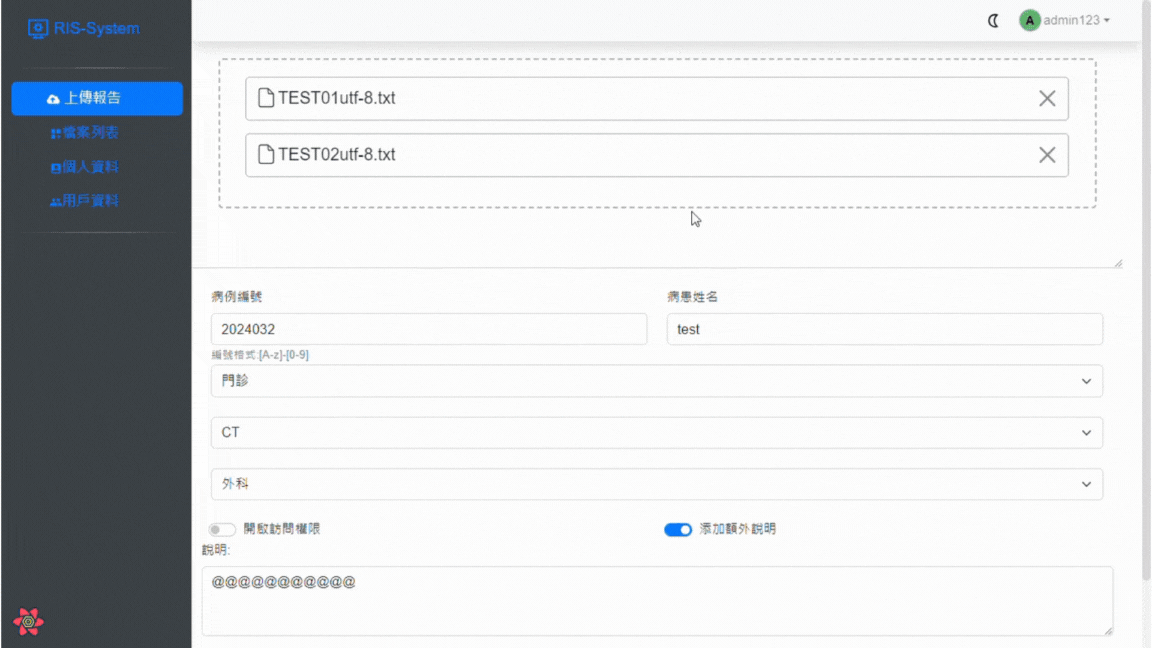 RIS-System
admin123
A
上傳報告
檔案列表
個人資料
用戶資料
TEST01utf-8.txt
TEST02utf-8.txt
病例編號
病患姓名
2024032
test
編號格式:[A-z]-[0-9]
門診
CT
外科
開啟訪問權限
添加額外說明
說明:
@@@@@@@@@@@